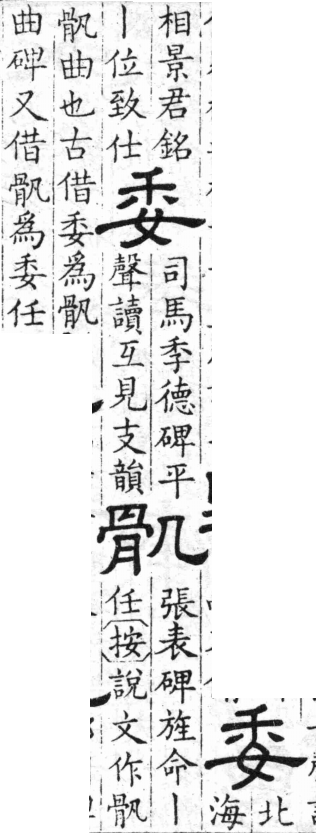 委
北
海
相景君銘
丨位致仕
委
司馬季德碑平
聲讀互見支韻
骪
張表碑旌命丨
任按說文作骫
骫曲也古借委爲骫
曲碑又借骫爲委任